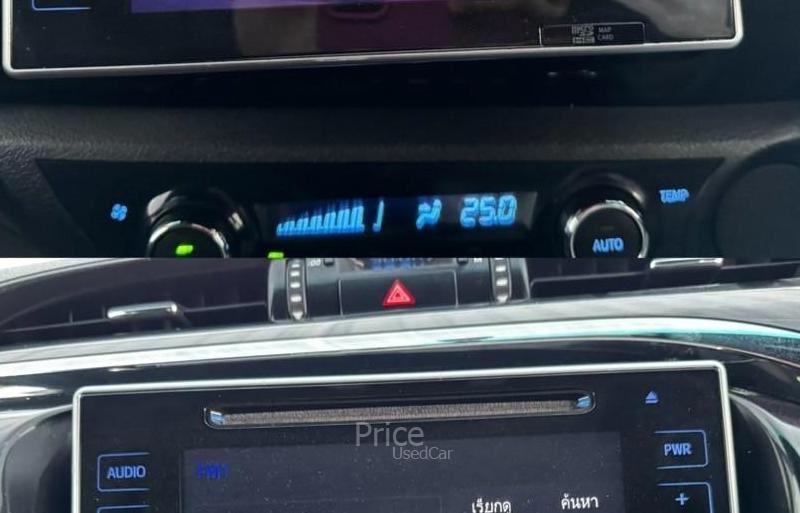 MAP
CARD
25.0
TEMP
AUTO
Price
UsedCar
AUDIO
PWR
+
เรียกดู
ค้นหา